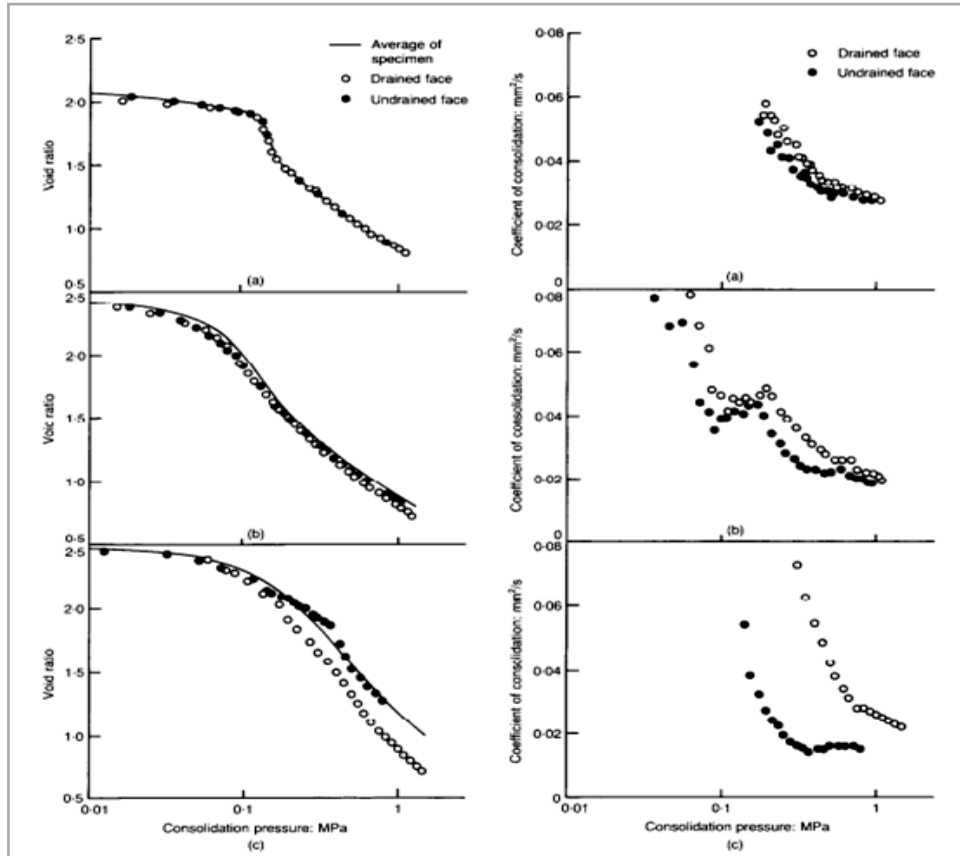 2·5
2·0
1·5
1·0
0·5
Void ratio
Average of
specimen
Drained face
Undrained face
(a)
2·5
2·0
1·5
1·0
0·5
Voic ratio
(b)
2·5
2·0
1·5
1·0
0·5
Void ratio
0·01
0·1
1
Consolidation pressure: MPa
(c)
0·08
0·06
0·04
0·02
0
Coefficient of consolidation: mm²/s
Drained face
Undrained face
(a)
0·08
0·06
0·04
0·02
0
Coefficient of consolidation: mm²/s
(b)
0·08
0·06
0·04
0·02
0
Coefficient of consolidation: mm²/s
0·01
0·1
1
Consolidation pressure: MPa
(c)